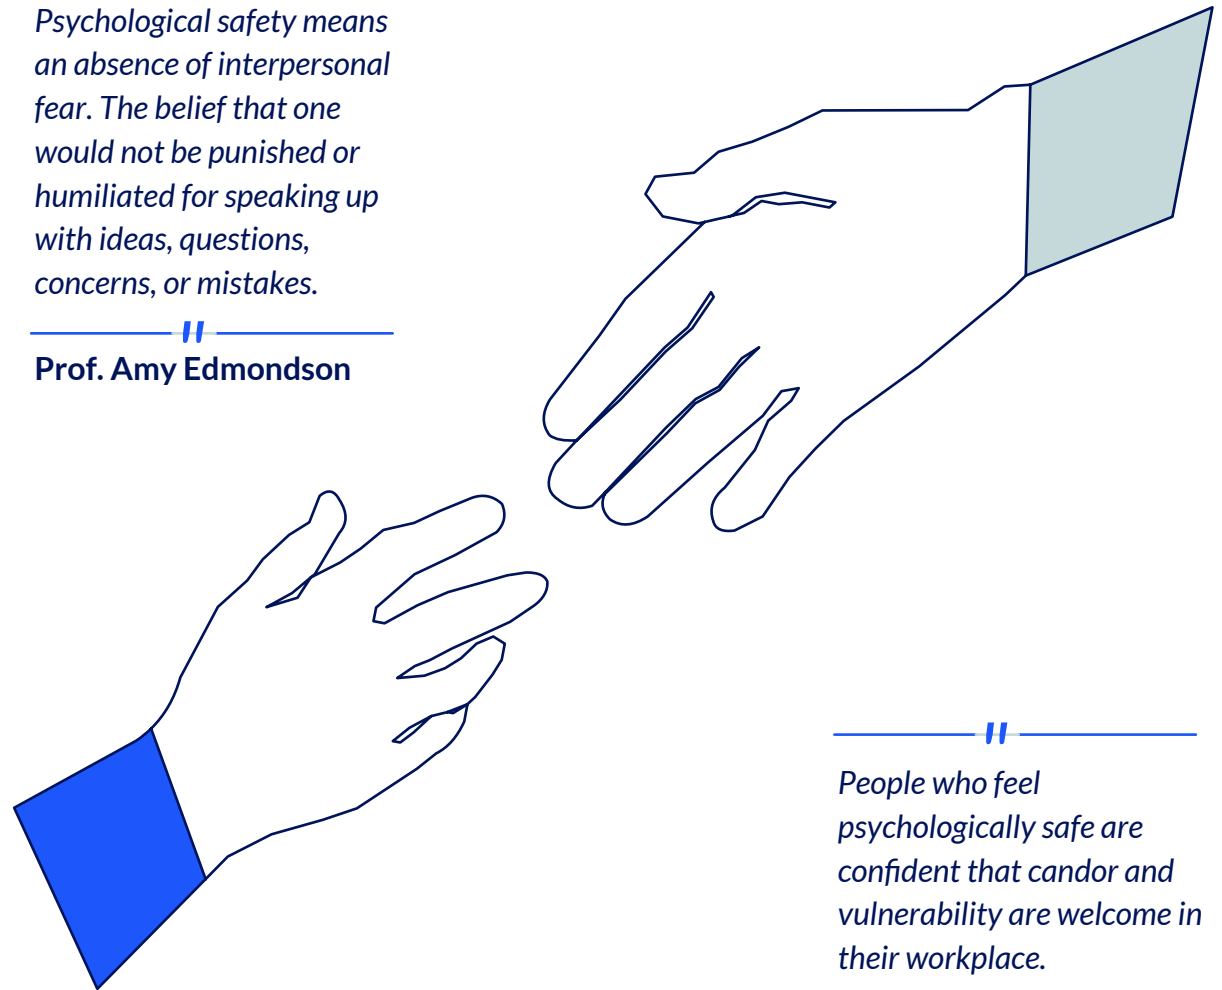 Psychological safety means
an absence of interpersonal
fear. The belief that one
would not be punished or
humiliated for speaking up
with ideas, questions,
concerns, or mistakes.
"
Prof. Amy Edmondson
"
People who feel
psychologically safe are
confident that candor and
vulnerability are welcome in
their workplace.